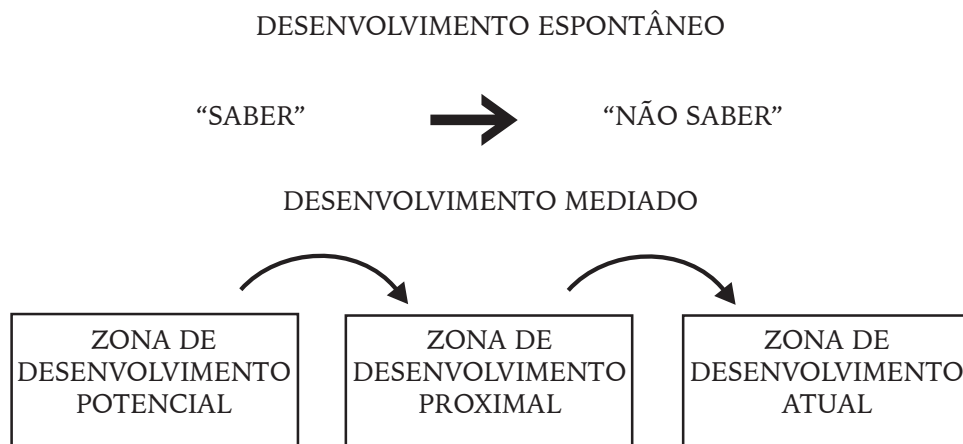 DESENVOLVIMENTO ESPONTÂNEO
“SABER” “NÃO SABER”
DESENVOLVIMENTO MEDIADO
ZONA DE
DESENVOLVIMENTO
POTENCIAL
ZONA DE
DESENVOLVIMENTO
PROXIMAL
ZONA DE
DESENVOLVIMENTO
ATUAL